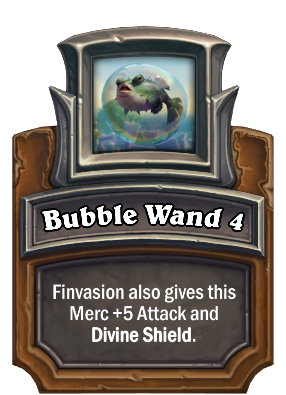 Bubble Wand 4
Finvasion also gives this
Merc +5 Attack and
Divine Shield.